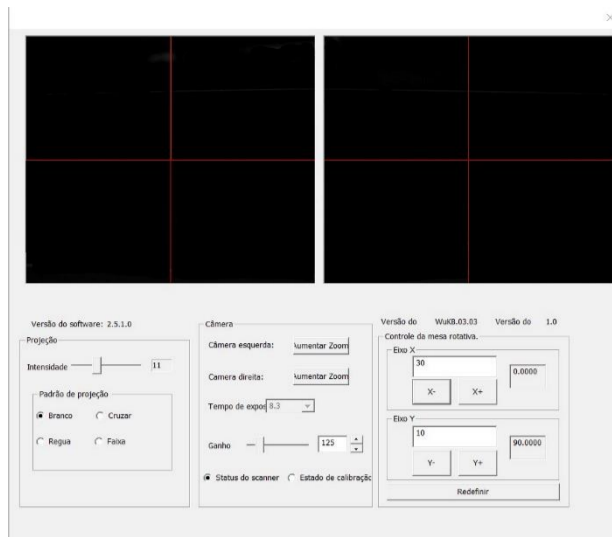 Versão do software: 2.5.1.0
Projeção
Intensidade
11
Padrão de projeção
Branco
Cruzar
Regua
Faixa
Câmera
Câmera esquerda:
Aumentar Zoom
Camera direita:
Aumentar Zoom
Tempo de expos
8.3
Ganho
125
Status do scanner
Estado de calibração
Versão do WuKB.03.03 Versão do 1.0
Controle da mesa rotativa.
Eixo X
30
0.0000
X-
X+
Eixo Y
10
90.0000
Y-
Y+
Redefinir